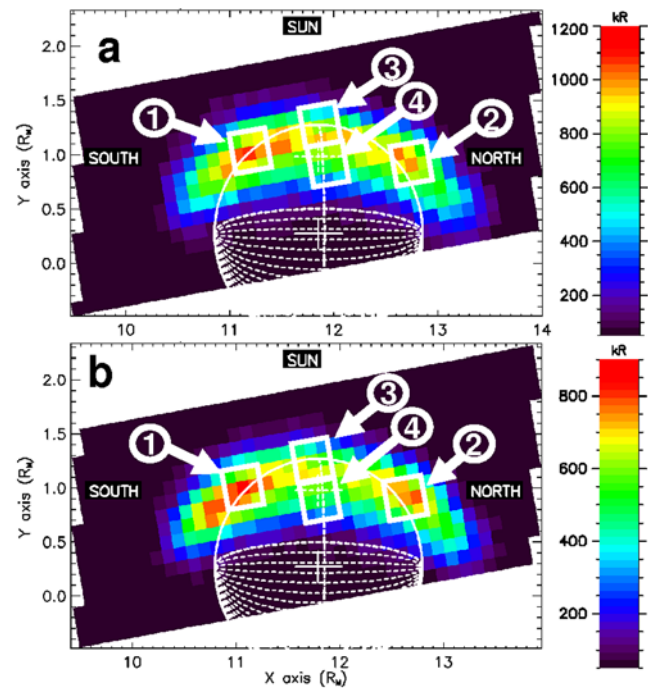 a
SUN
kR
2.0
1.5
1.0
0.5
0.0
Y axis (R_M)
① ③ ④ ②
SOUTH
NORTH
10 11 12 13 14
1200
1000
800
600
400
200
b
SUN
kR
2.0
1.5
1.0
0.5
0.0
Y axis (R_M)
① ③ ④ ②
SOUTH
NORTH
10 11 12 13
X axis (R_M)
800
600
400
200